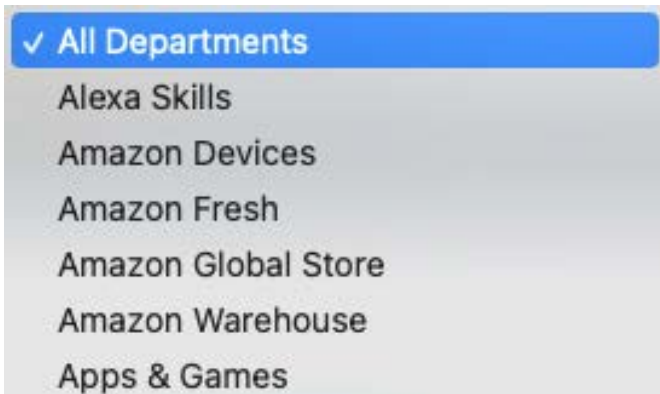 ✓ All Departments
Alexa Skills
Amazon Devices
Amazon Fresh
Amazon Global Store
Amazon Warehouse
Apps & Games